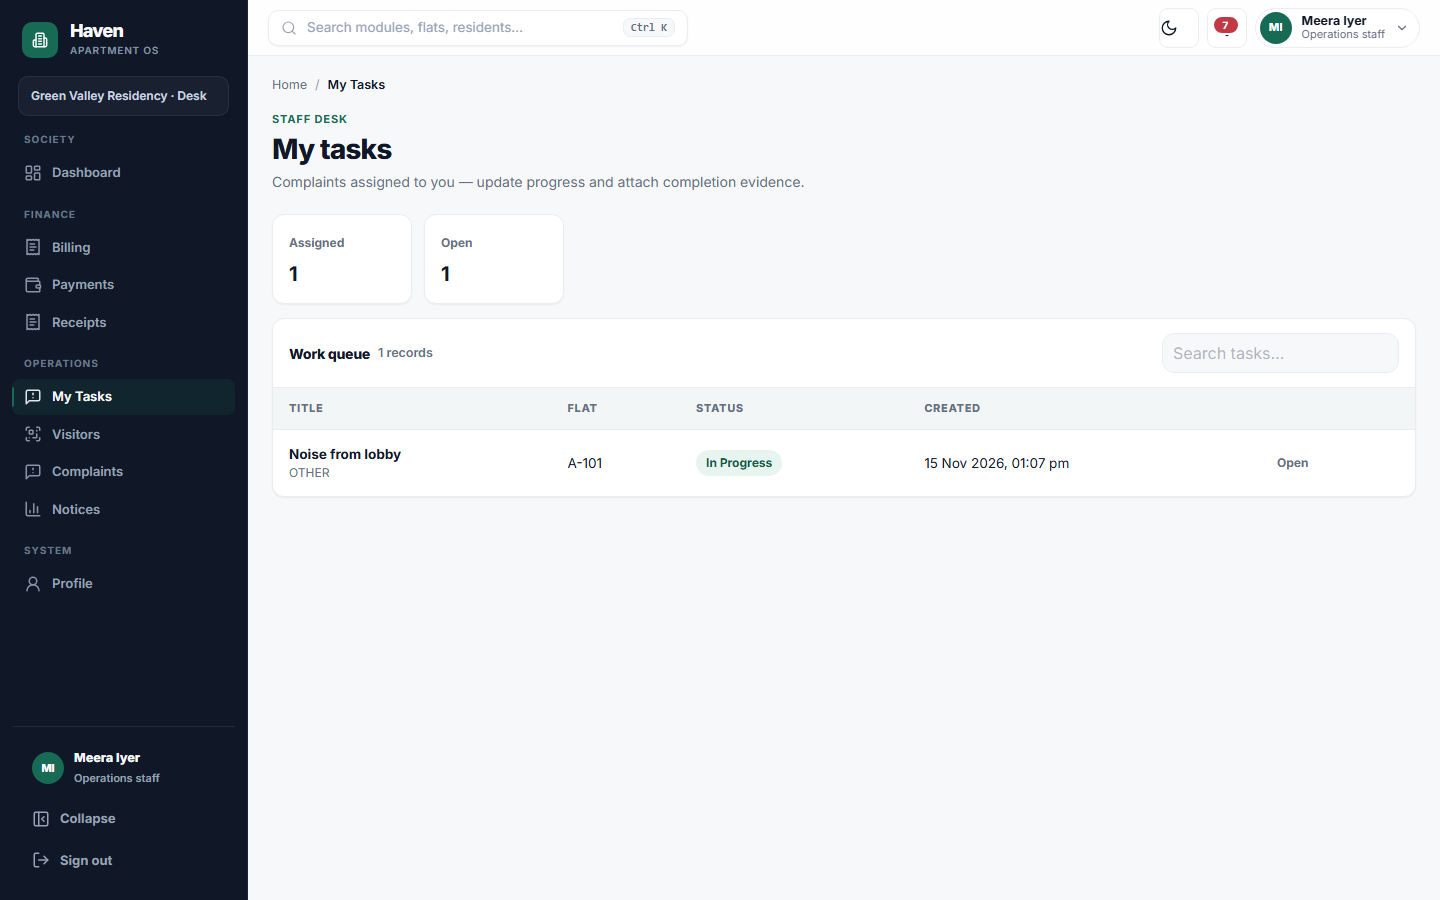 Haven
APARTMENT OS
Green Valley Residency · Desk
SOCIETY
Dashboard
FINANCE
Billing
Payments
Receipts
OPERATIONS
My Tasks
Visitors
Complaints
Notices
SYSTEM
Profile
MI
Meera Iyer
Operations staff
Collapse
Sign out
Search modules, flats, residents...
Ctrl K
7
MI
Meera Iyer
Operations staff
Home / My Tasks
STAFF DESK
My tasks
Complaints assigned to you — update progress and attach completion evidence.
Assigned
1
Open
1
Work queue 1 records
Search tasks...
TITLE FLAT STATUS CREATED
Noise from lobby
OTHER
A-101
In Progress
15 Nov 2026, 01:07 pm
Open